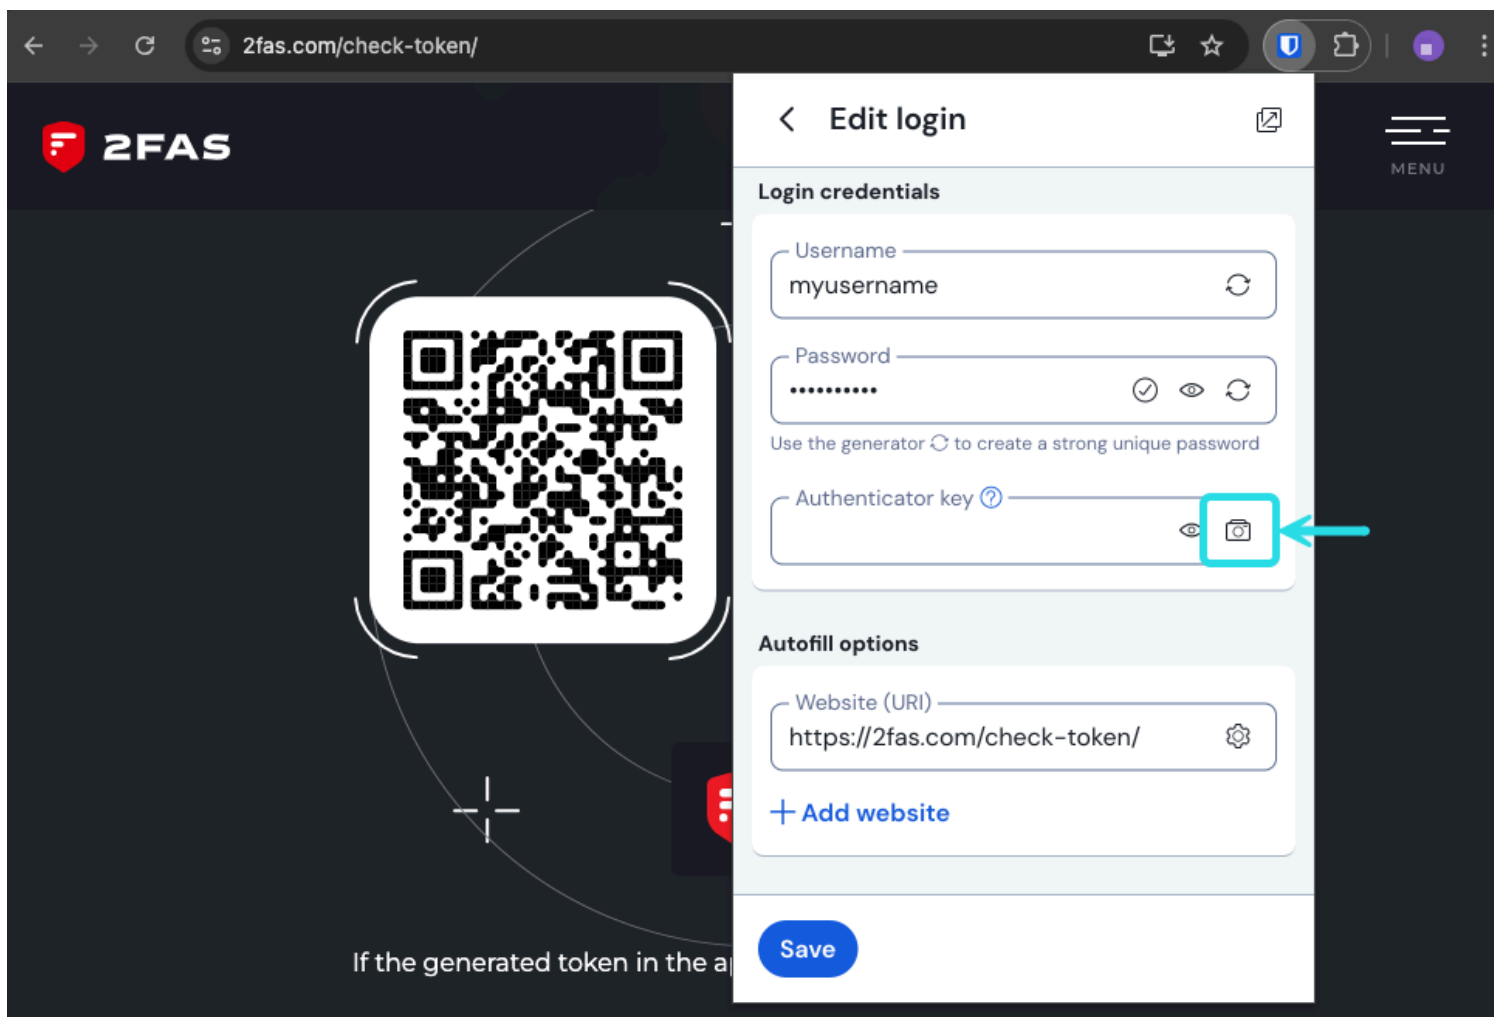 2fas.com/check-token/
2FAS
MENU
Edit login
Login credentials
Username
myusername
Password
••••••••••
Use the generator to create a strong unique password
Authenticator key
Autofill options
Website (URI)
https://2fas.com/check-token/
Add website
If the generated token in the
Save